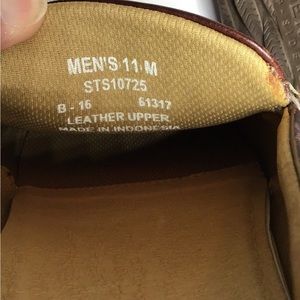 MEN'S 11 M
STS10725
B - 16 61317
LEATHER UPPER
MADE IN INDONESIA